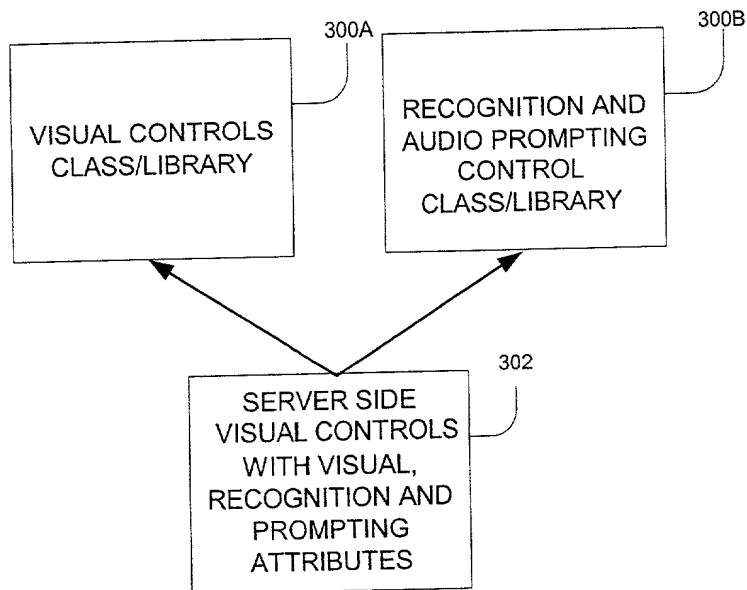 300A
300B
VISUAL CONTROLS
CLASS/LIBRARY
RECOGNITION AND
AUDIO PROMPTING
CONTROL
CLASS/LIBRARY
302
SERVER SIDE
VISUAL CONTROLS
WITH VISUAL,
RECOGNITION AND
PROMPTING
ATTRIBUTES